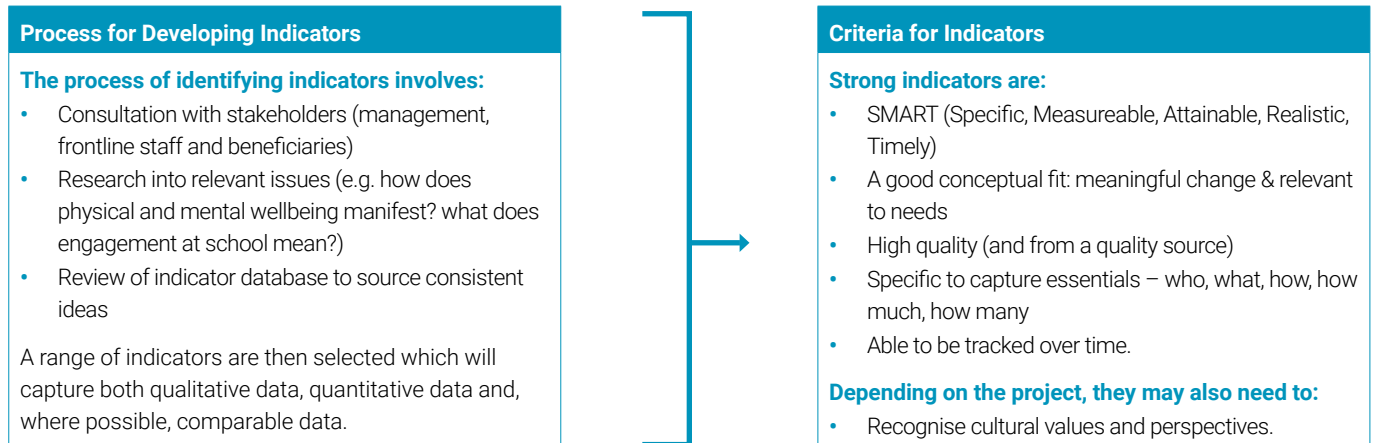 Process for Developing Indicators
The process of identifying indicators involves:
• Consultation with stakeholders (management,
frontline staff and beneficiaries)
• Research into relevant issues (e.g. how does
physical and mental wellbeing manifest? what does
engagement at school mean?)
• Review of indicator database to source consistent
ideas
A range of indicators are then selected which will
capture both qualitative data, quantitative data and,
where possible, comparable data.
Criteria for Indicators
Strong indicators are:
• SMART (Specific, Measureable, Attainable, Realistic,
Timely)
• A good conceptual fit: meaningful change & relevant
to needs
• High quality (and from a quality source)
• Specific to capture essentials – who, what, how, how
much, how many
• Able to be tracked over time.
Depending on the project, they may also need to:
• Recognise cultural values and perspectives.